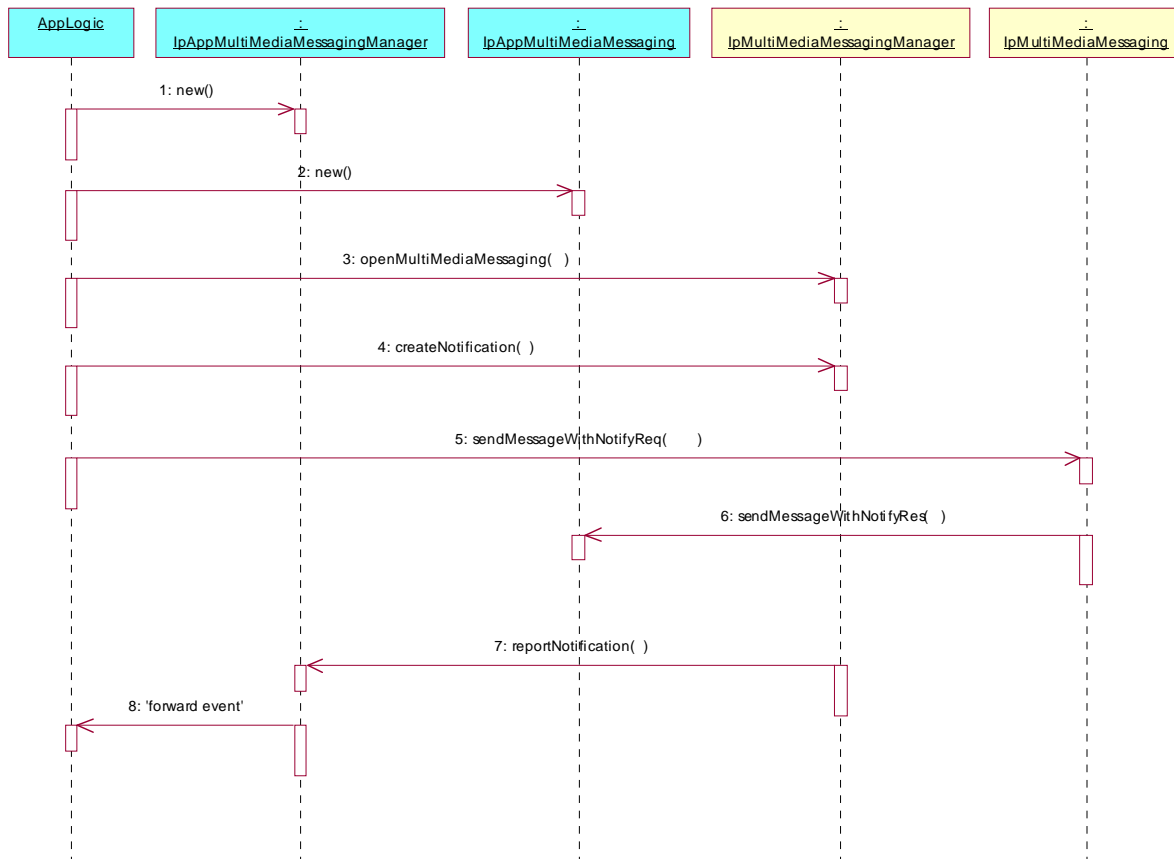 AppLogic
:
IpAppMultiMediaMessagingManager
:
IpAppMultiMediaMessaging
:
IpMultiMediaMessagingManager
:
IpMultiMediaMessaging
1: new()
2: new()
3: openMultiMediaMessaging( )
4: createNotification( )
5: sendMessageWithNotifyReq( )
6: sendMessageWithNotifyRes( )
7: reportNotification( )
8: 'forward event'